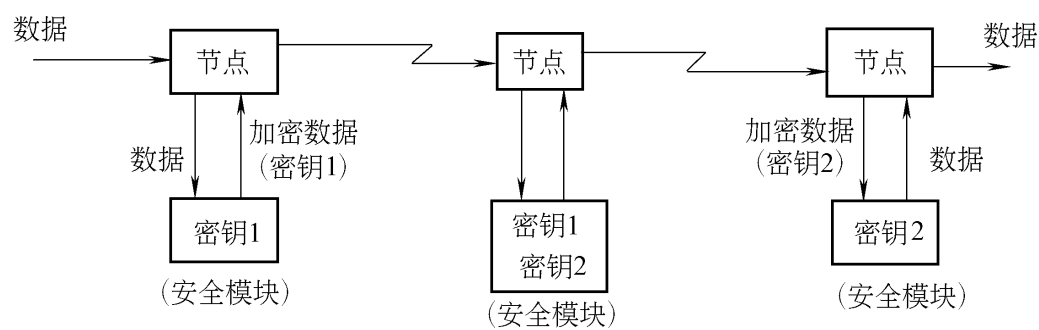 数据
节点
节点
节点
数据
数据
加密数据
(密钥1)
加密数据
(密钥2)
数据
密钥1
密钥1
密钥2
密钥2
(安全模块)
(安全模块)
(安全模块)